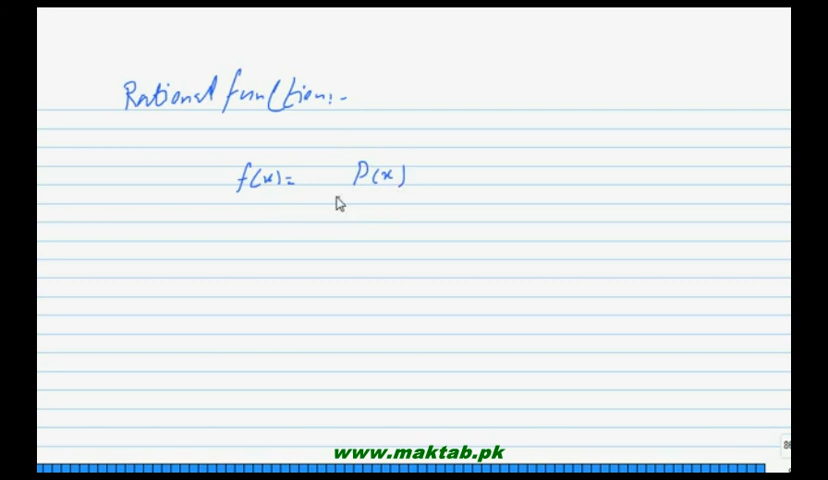 Rational function:-
f(x)= P(x)
www.maktab.pk